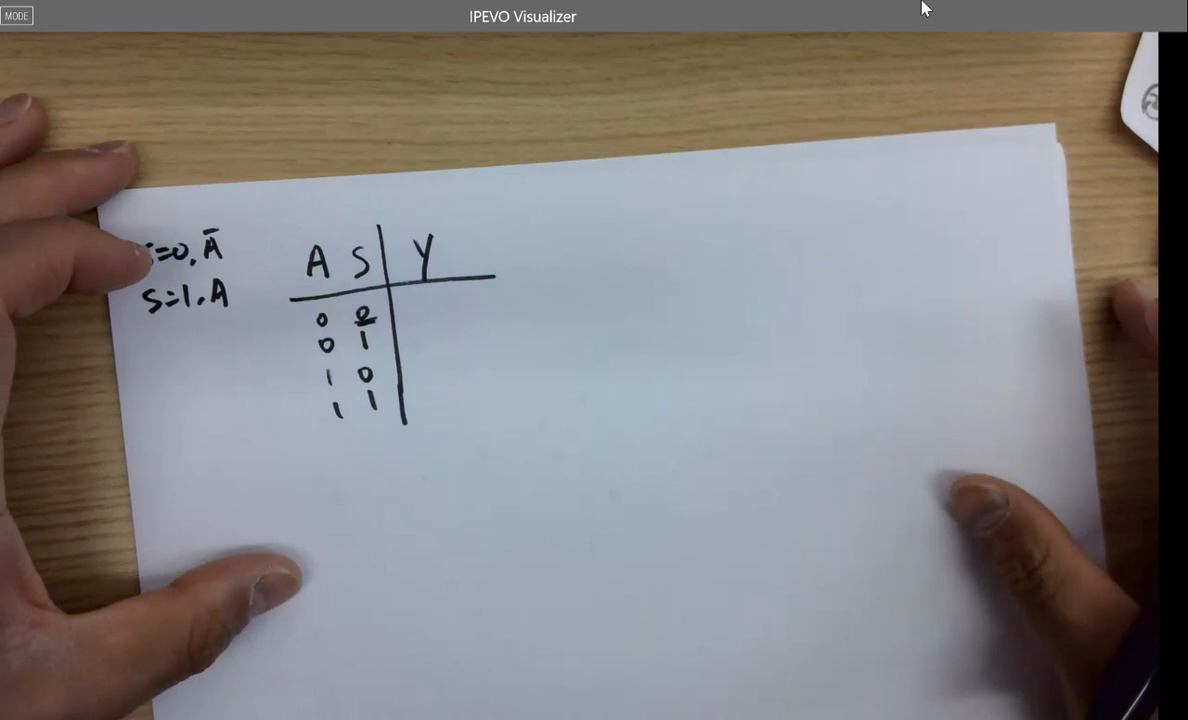 MODE
IPEVO Visualizer
=0, Ā
S=1, A
A S Y
0 0
0 1
1 0
1 1